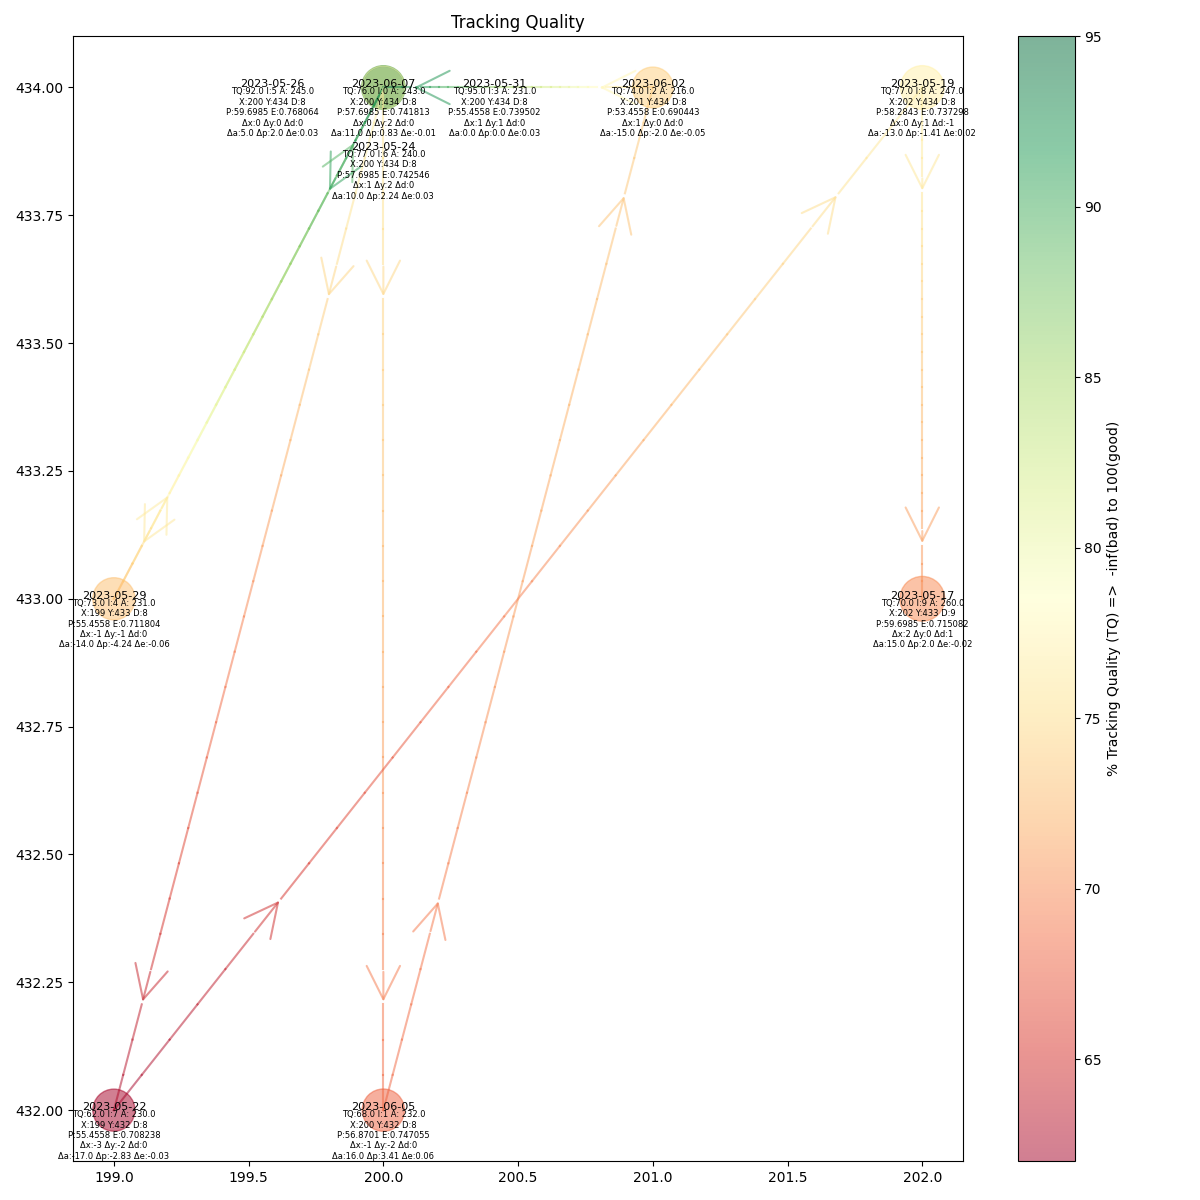 Tracking Quality
434.00
433.75
433.50
433.25
433.00
432.75
432.50
432.25
432.00
2023-05-26
TQ:92.0 I:5 A: 245.0
X:200 Y:434 D:8
P:59.6985 E:0.768064
Δx:0 Δy:0 Δd:0
Δa:5.0 Δp:2.0 Δe:0.03
2023-06-07
TQ:76.0 I:0 A: 243.0
X:200 Y:434 D:8
P:57.6985 E:0.741813
Δx:0 Δy:2 Δd:0
Δa:11.0 Δp:0.83 Δe:-0.01
2023-05-31
TQ:95.0 I:3 A: 231.0
X:200 Y:434 D:8
P:55.4558 E:0.739502
Δx:1 Δy:1 Δd:0
Δa:0.0 Δp:0.0 Δe:0.03
2023-06-02
TQ:74.0 I:2 A: 216.0
X:201 Y:434 D:8
P:53.4558 E:0.690443
Δx:1 Δy:0 Δd:0
Δa:-15.0 Δp:-2.0 Δe:-0.05
2023-05-19
TQ:77.0 I:8 A: 247.0
X:202 Y:434 D:8
P:58.2843 E:0.737298
Δx:0 Δy:1 Δd:-1
Δa:-13.0 Δp:-1.41 Δe:0.02
2023-05-24
TQ:77.0 I:6 A: 240.0
X:200 Y:434 D:8
P:57.6985 E:0.742546
Δx:1 Δy:2 Δd:0
Δa:10.0 Δp:2.24 Δe:0.03
2023-05-29
TQ:73.0 I:4 A: 231.0
X:199 Y:433 D:8
P:55.4558 E:0.711804
Δx:-1 Δy:-1 Δd:0
Δa:-14.0 Δp:-4.24 Δe:-0.06
2023-05-17
TQ:70.0 I:9 A: 260.0
X:202 Y:433 D:9
P:59.6985 E:0.715082
Δx:2 Δy:0 Δd:1
Δa:15.0 Δp:2.0 Δe:-0.02
2023-05-22
TQ:62.0 I:7 A: 230.0
X:199 Y:432 D:8
P:55.4558 E:0.708238
Δx:-3 Δy:-2 Δd:0
Δa:-17.0 Δp:-2.83 Δe:-0.03
2023-06-05
TQ:68.0 I:1 A: 232.0
X:200 Y:432 D:8
P:56.8701 E:0.747055
Δx:-1 Δy:-2 Δd:0
Δa:16.0 Δp:3.41 Δe:0.06
199.0
199.5
200.0
200.5
201.0
201.5
202.0
95
90
85
80
75
70
65
% Tracking Quality (TQ) => -inf(bad) to 100(good)